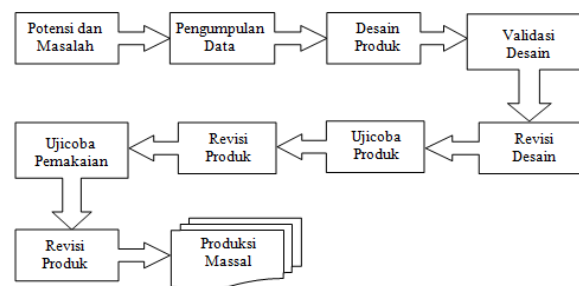 Potensi dan
Masalah
Pengumpulan
Data
Desain
Produk
Validasi
Desain
Revisi
Desain
Ujicoba
Produk
Revisi
Produk
Ujicoba
Pemakaian
Revisi
Produk
Produksi
Massal